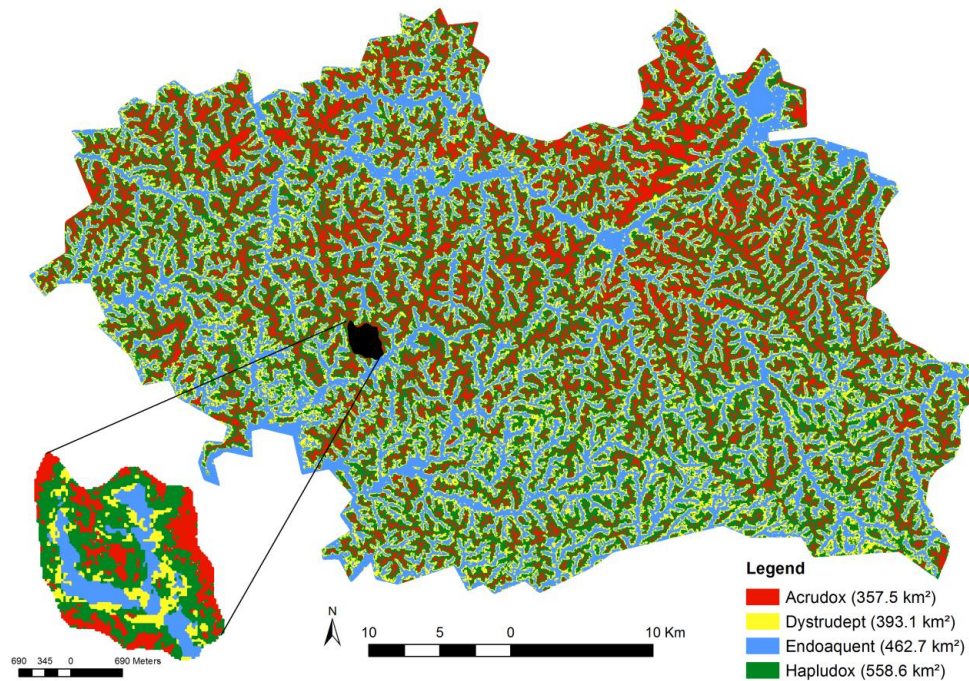 Legend
Acrudox (357.5 km²)
Dystrudept (393.1 km²)
Endoaquent (462.7 km²)
Hapludox (558.6 km²)
N
10 5 0 10 Km
690 345 0 690 Meters